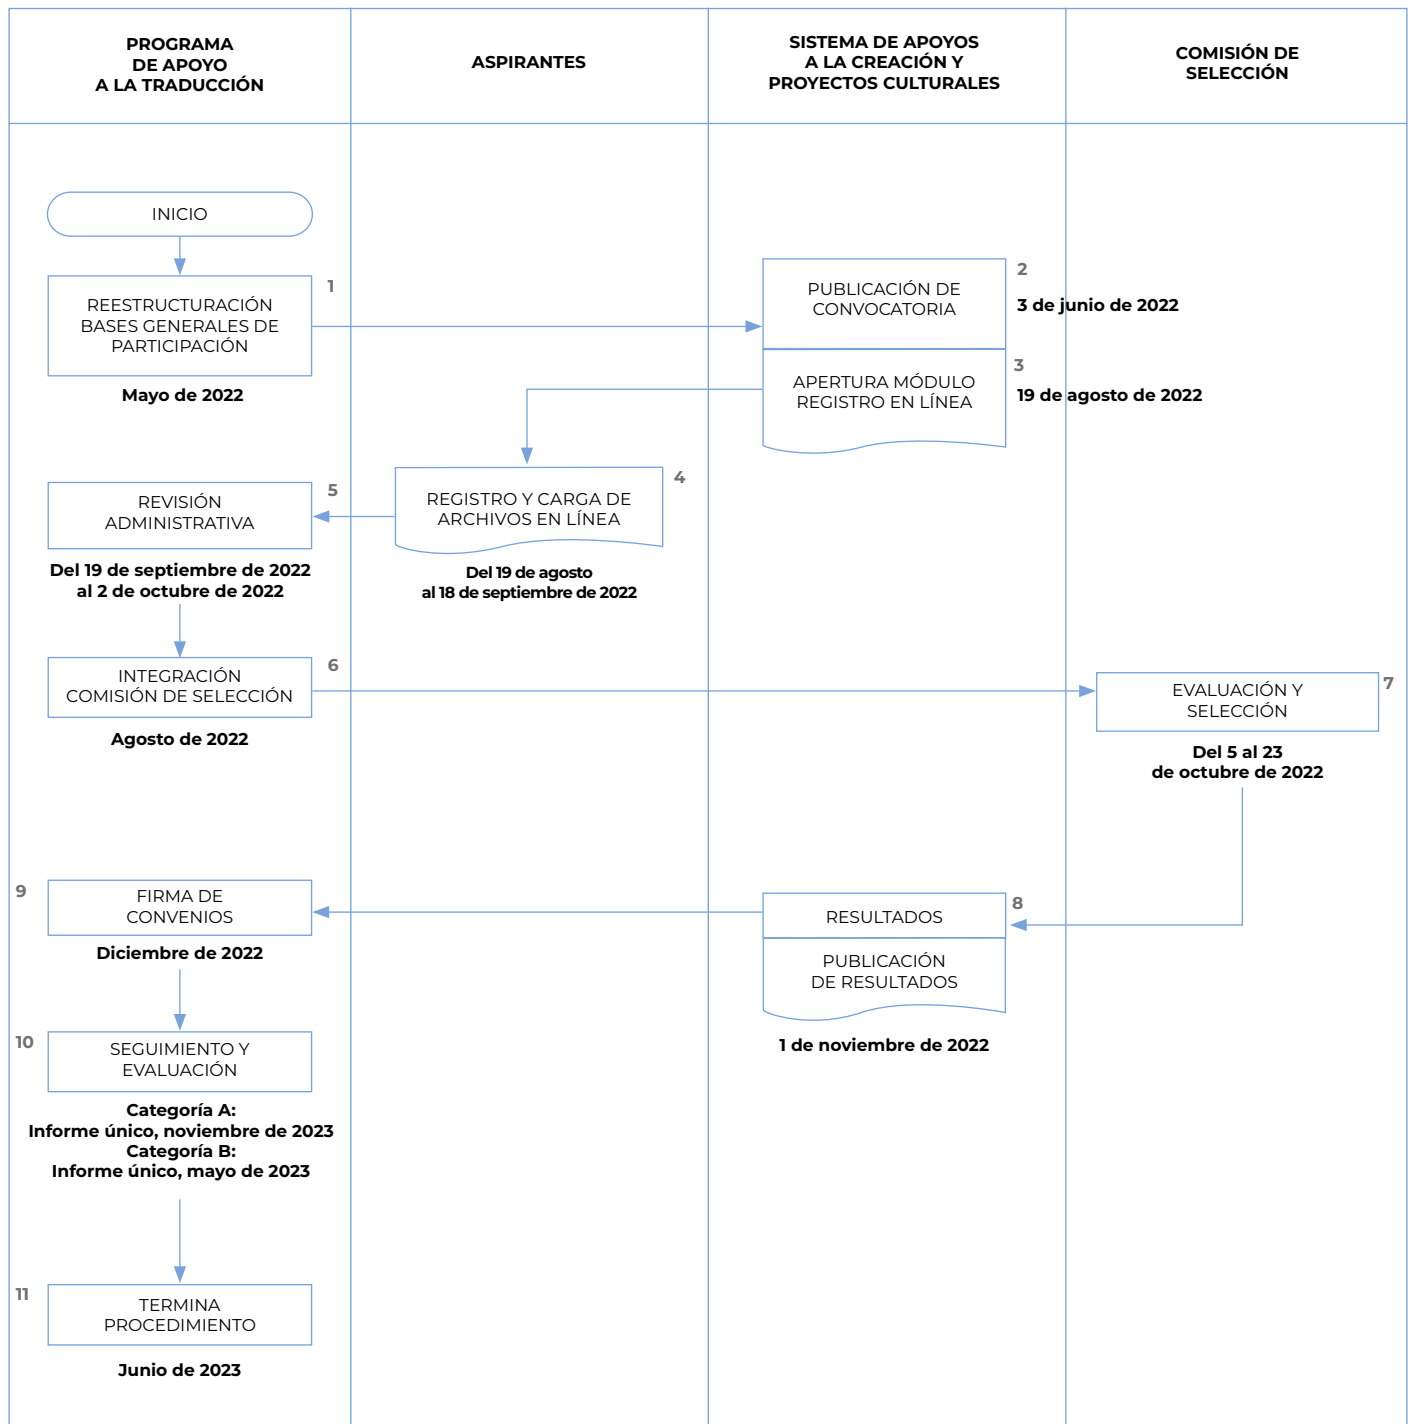 PROGRAMA
DE APOYO
A LA TRADUCCIÓN
ASPIRANTES
SISTEMA DE APOYOS
A LA CREACIÓN Y
PROYECTOS CULTURALES
COMISIÓN DE
SELECCIÓN
INICIO
1
REESTRUCTURACIÓN
BASES GENERALES DE
PARTICIPACIÓN
Mayo de 2022
2
PUBLICACIÓN DE
CONVOCATORIA
3 de junio de 2022
3
APERTURA MÓDULO
REGISTRO EN LÍNEA
19 de agosto de 2022
4
REGISTRO Y CARGA DE
ARCHIVOS EN LÍNEA
Del 19 de agosto
al 18 de septiembre de 2022
5
REVISIÓN
ADMINISTRATIVA
Del 19 de septiembre de 2022
al 2 de octubre de 2022
6
INTEGRACIÓN
COMISIÓN DE SELECCIÓN
Agosto de 2022
7
EVALUACIÓN Y
SELECCIÓN
Del 5 al 23
de octubre de 2022
8
RESULTADOS
PUBLICACIÓN
DE RESULTADOS
1 de noviembre de 2022
9
FIRMA DE
CONVENIOS
Diciembre de 2022
10
SEGUIMIENTO Y
EVALUACIÓN
Categoría A:
Informe único, noviembre de 2023
Categoría B:
Informe único, mayo de 2023
11
TERMINA
PROCEDIMIENTO
Junio de 2023